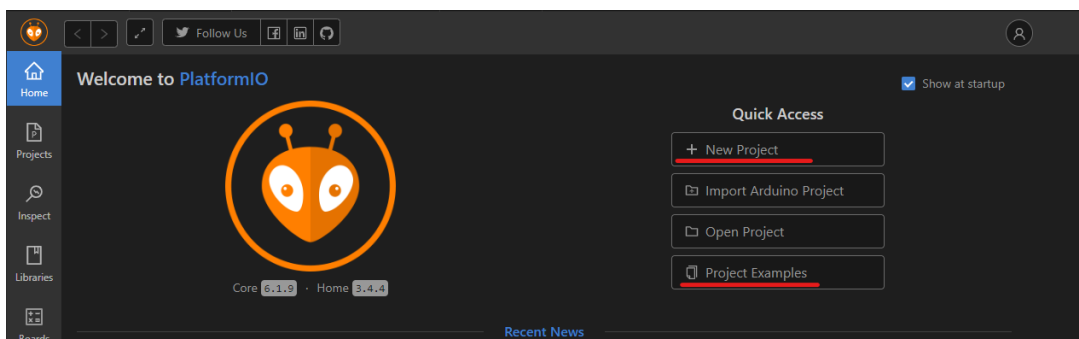 Follow Us
Home
Welcome to PlatformIO
Show at startup
Quick Access
New Project
Projects
Import Arduino Project
Inspect
Open Project
Libraries
Project Examples
Core 6.1.9 · Home 3.4.4
Boards
Recent News